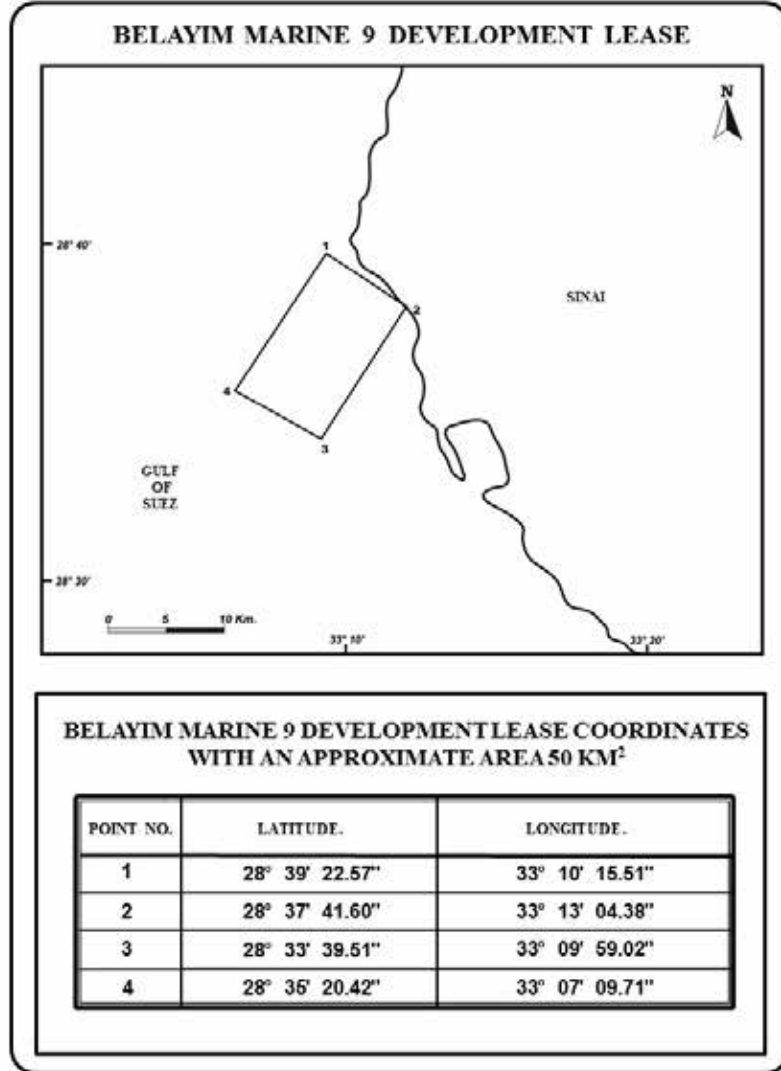 BELAYIM MARINE 9 DEVELOPMENT LEASE
N
28° 40'
1
2
SINAI
4
3
GULF
OF
SUEZ
28° 30'
0 5 10 Km.
33° 10' 33° 20'
BELAYIM MARINE 9 DEVELOPMENT LEASE COORDINATES
WITH AN APPROXIMATE AREA 50 KM²
POINT NO. LATITUDE. LONGITUDE.
1 28° 39' 22.57" 33° 10' 15.51"
2 28° 37' 41.60" 33° 13' 04.38"
3 28° 33' 39.51" 33° 09' 59.02"
4 28° 35' 20.42" 33° 07' 09.71"